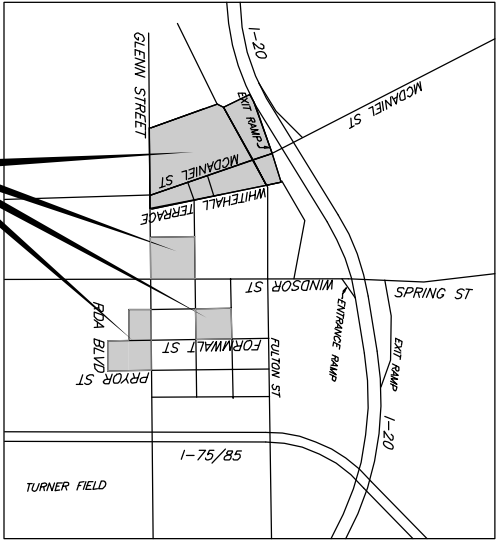 I-20
GLENN STREET
EXIT RAMP
MCDANIEL ST
MCDANIEL ST
WHITEHALL
TERRACE
WINDSOR ST
SPRING ST
ENTRANCE RAMP
RDA BLVD
FORMWALT ST
FULTON ST
EXIT RAMP
PRYOR ST
I-20
I-75/85
TURNER FIELD